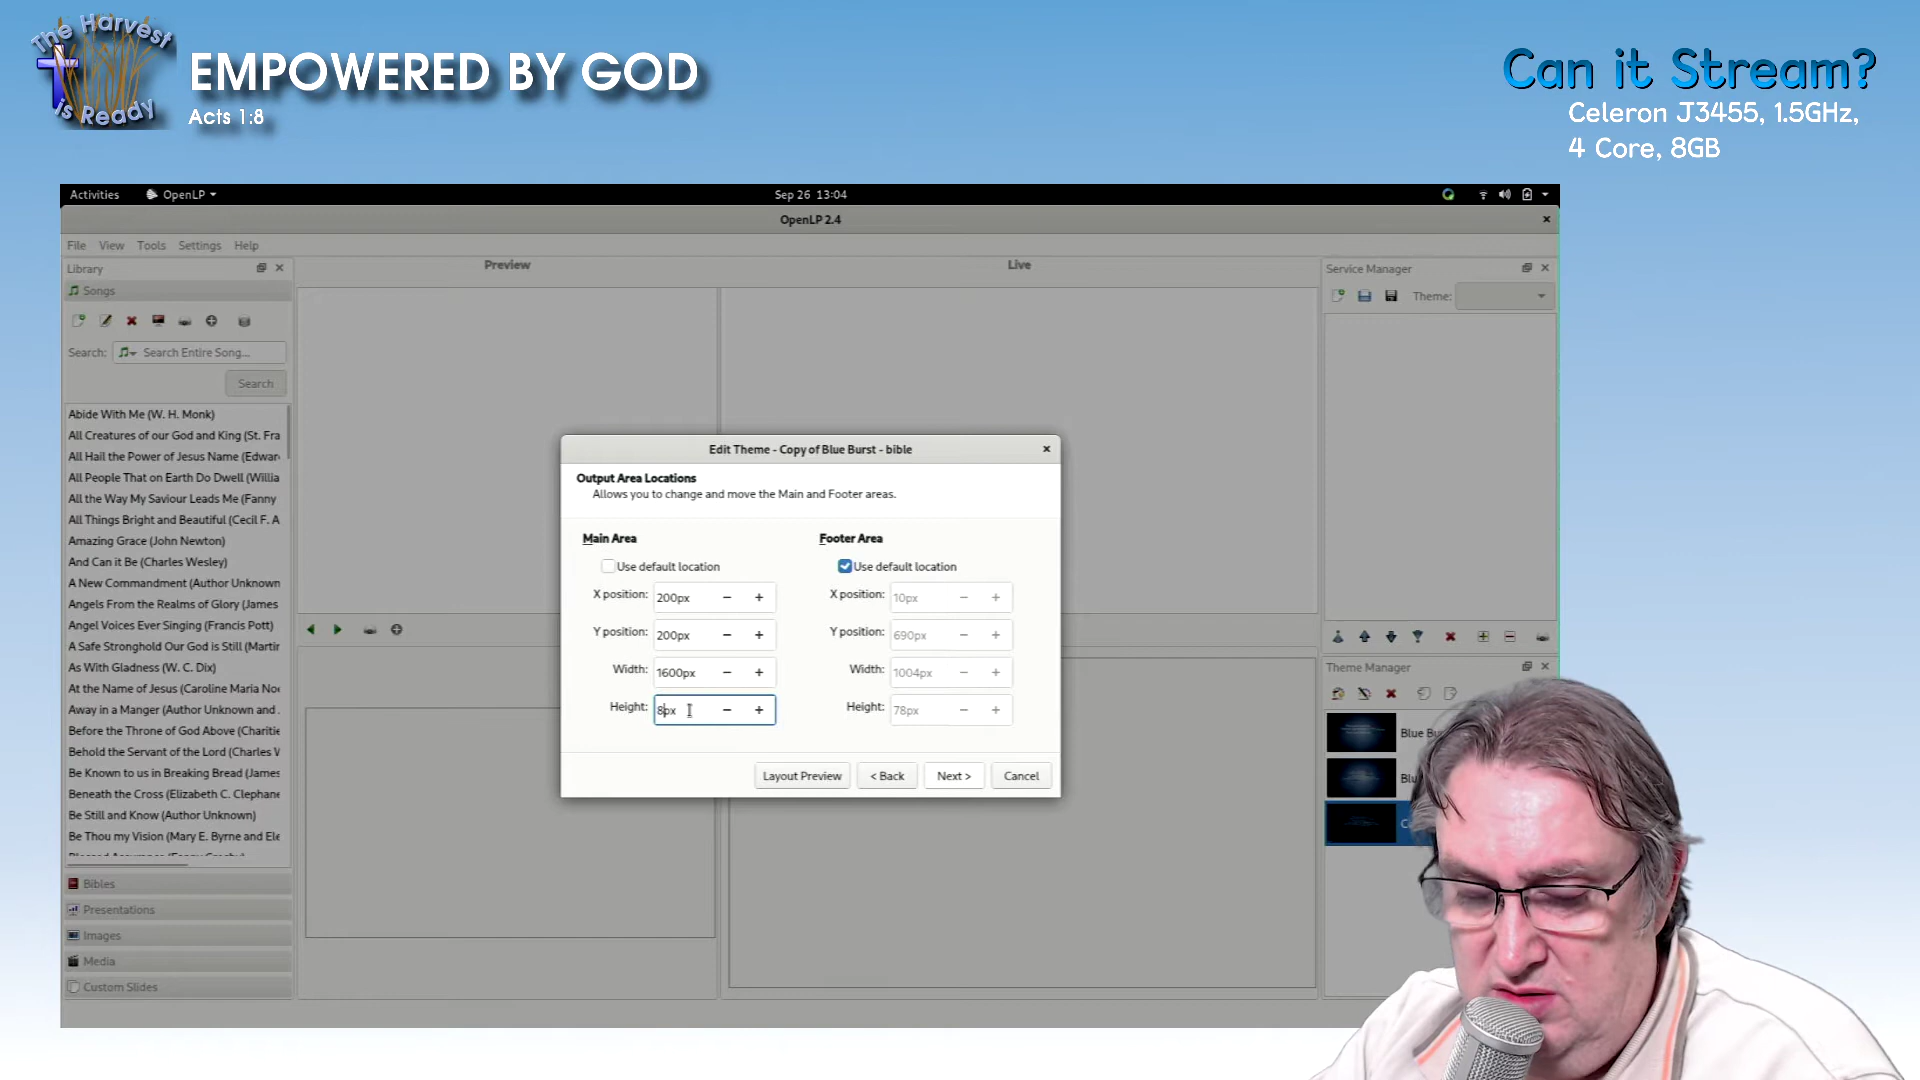 The Harvest
is Ready
EMPOWERED BY GOD
Acts 1:8
Can it Stream?
Celeron J3455, 1.5GHz,
4 Core, 8GB
Activities
OpenLP
Sep 26 13:04
OpenLP 2.4
File View Tools Settings Help
Library
Preview
Live
Service Manager
Songs
Theme:
Search:
Search Entire Song...
Search
Abide With Me (W. H. Monk)
All Creatures of our God and King (St. Fra
All Hail the Power of Jesus Name (Edwar
All People That on Earth Do Dwell (Willia
All the Way My Saviour Leads Me (Fanny
All Things Bright and Beautiful (Cecil F. A
Amazing Grace (John Newton)
And Can it Be (Charles Wesley)
A New Commandment (Author Unknown
Angels From the Realms of Glory (James
Angel Voices Ever Singing (Francis Pott)
A Safe Stronghold Our God is Still (Martir
As With Gladness (W. C. Dix)
At the Name of Jesus (Caroline Maria Noe
Away in a Manger (Author Unknown and
Before the Throne of God Above (Charitie
Behold the Servant of the Lord (Charles W
Be Known to us in Breaking Bread (James
Beneath the Cross (Elizabeth C. Clephane
Be Still and Know (Author Unknown)
Be Thou my Vision (Mary E. Byrne and Ele
Bibles
Presentations
Images
Media
Custom Slides
Edit Theme - Copy of Blue Burst - bible
Output Area Locations
Allows you to change and move the Main and Footer areas.
Main Area
Use default location
X position: 200px
Y position: 200px
Width: 1600px
Height: 8px
Footer Area
Use default location
X position: 10px
Y position: 690px
Width: 1004px
Height: 78px
Layout Preview
< Back
Next >
Cancel
Theme Manager
Blue Bu
Blu
C